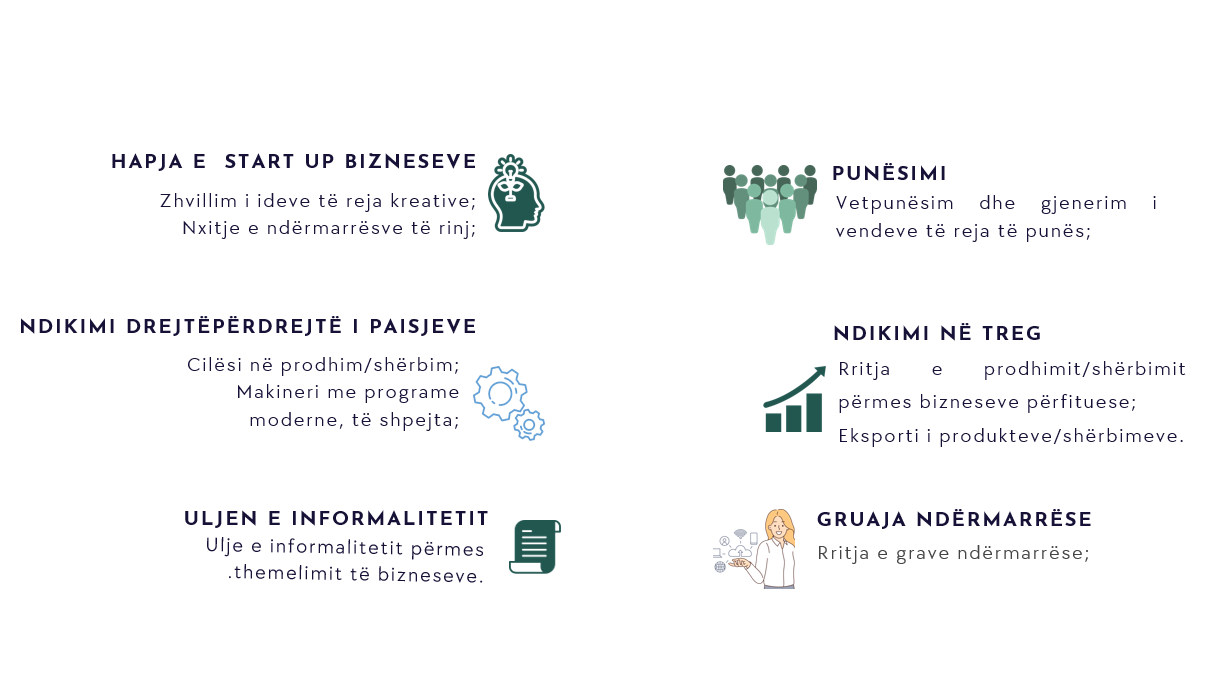 HAPJA E START UP BIZNESEVE
Zhvillim i ideve të reja kreative;
Nxitje e ndërmarrësve të rinj;
NDIKIMI DREJTËPËRDREJTË I PAISJEVE
Cilësi në prodhim/shërbim;
Makineri me programe
moderne, të shpejta;
ULJEN E INFORMALITETIT
Ulje e informalitetit përmes
.themelimit të bizneseve.
PUNËSIMI
Vetpunësim dhe gjenerim i
vendeve të reja të punës;
NDIKIMI NË TREG
Rritja e prodhimit/shërbimit
përmes bizneseve përfituese;
Eksporti i produkteve/shërbimeve.
GRUAJA NDËRMARRËSE
Rritja e grave ndërmarrëse;